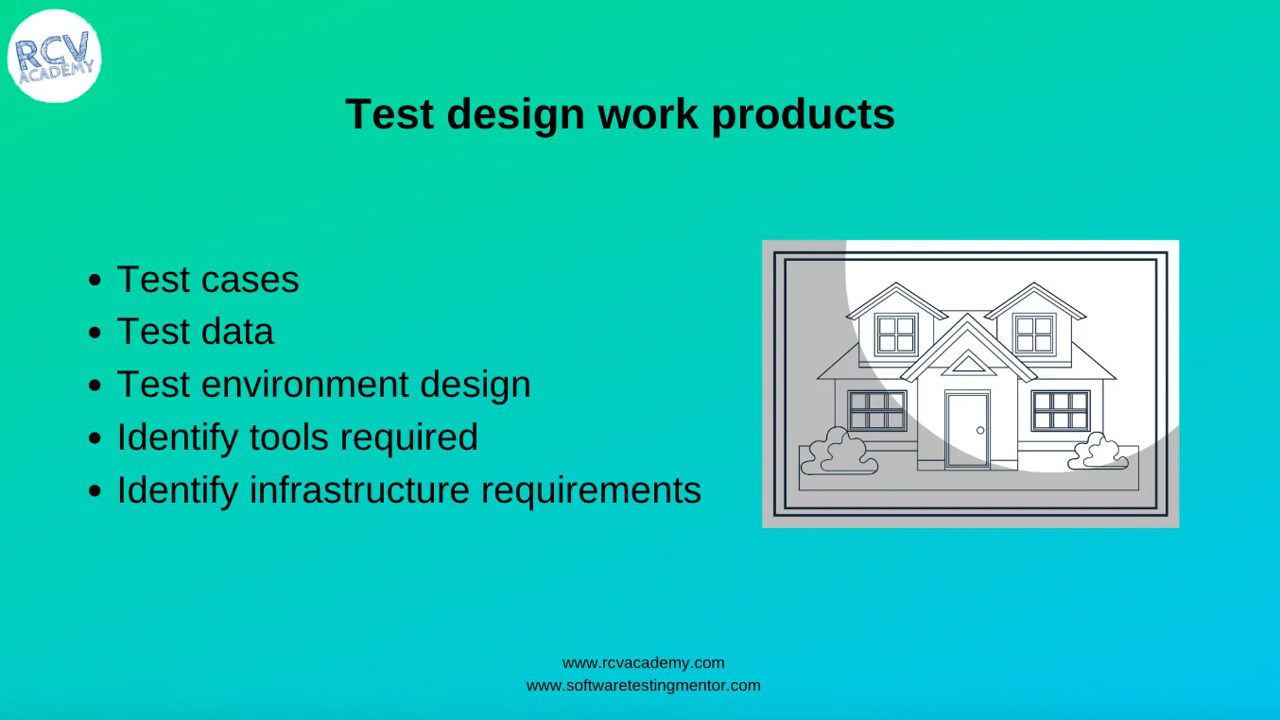 RCV
ACADEMY
Test design work products
• Test cases
• Test data
• Test environment design
• Identify tools required
• Identify infrastructure requirements
www.rcvacademy.com
www.softwaretestingmentor.com